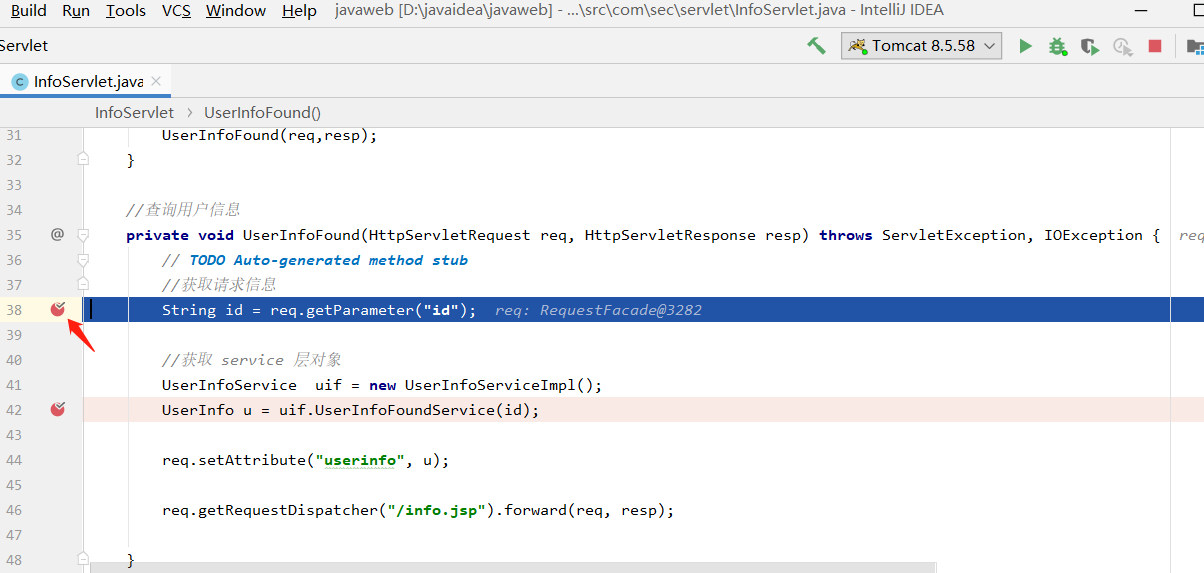 Build Run Tools VCS Window Help javaweb [D:\javaidea\javaweb] - ...\src\com\sec\servlet\InfoServlet.java - IntelliJ IDEA
Servlet Tomcat 8.5.58
C InfoServlet.java
InfoServlet UserInfoFound()
31 UserInfoFound(req,resp);
32 }
33
34 //查询用户信息
35 @ private void UserInfoFound(HttpServletRequest req, HttpServletResponse resp) throws ServletException, IOException { req
36 // TODO Auto-generated method stub
37 //获取请求信息
38 String id = req.getParameter("id"); req: RequestFacade@3282
39
40 //获取 service 层对象
41 UserInfoService uif = new UserInfoServiceImpl();
42 UserInfo u = uif.UserInfoFoundService(id);
43
44 req.setAttribute("userinfo", u);
45
46 req.getRequestDispatcher("/info.jsp").forward(req, resp);
47
48 }